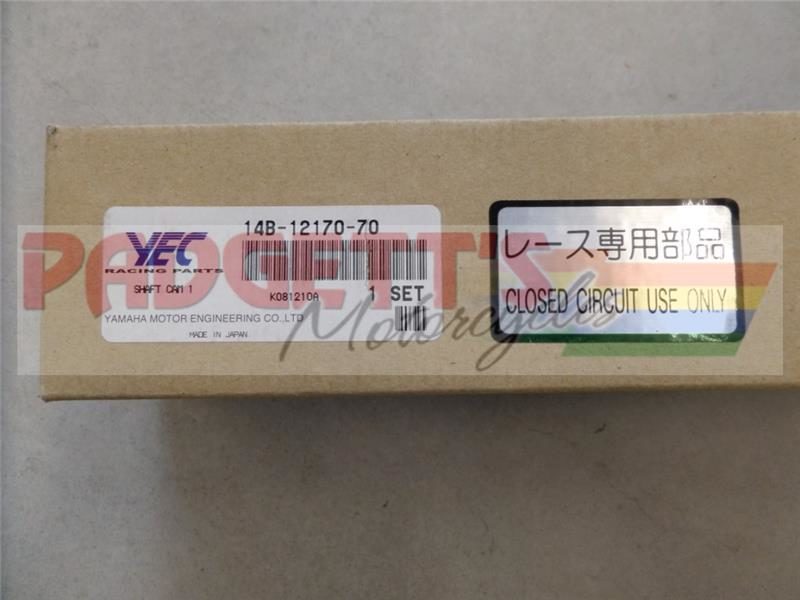 14B-12170-70
YEC
RACING PARTS
SHAFT CAM 1
K081210A
1 SET
YAMAHA MOTOR ENGINEERING CO.,LTD
MADE IN JAPAN
レース専用部品
CLOSED CIRCUIT USE ONLY
PADGETT'S
Motorcycles